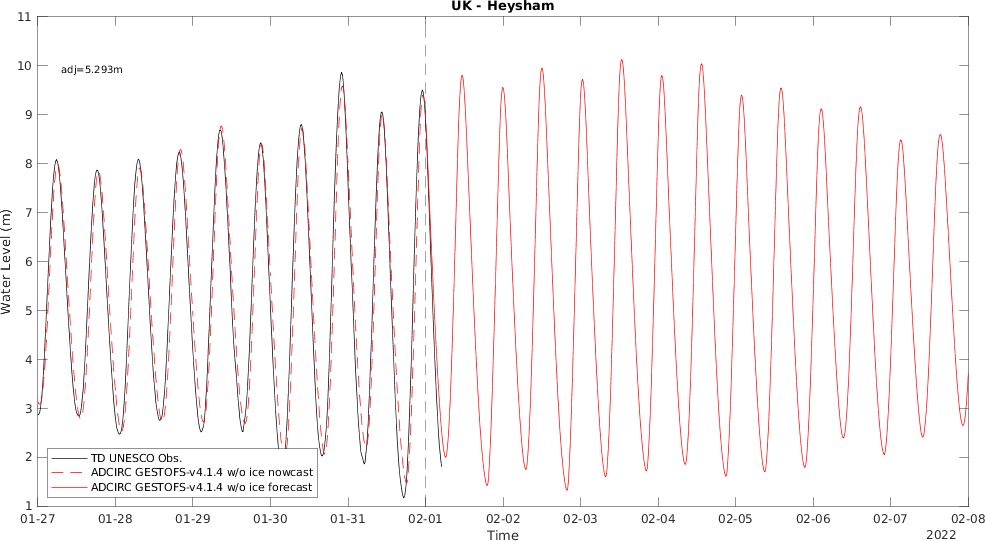 UK - Heysham
11
10
9
8
7
6
5
4
3
2
1
Water Level (m)
adj=5.293m
TD UNESCO Obs.
ADCIRC GESTOFS-v4.1.4 w/o ice nowcast
ADCIRC GESTOFS-v4.1.4 w/o ice forecast
01-27 01-28 01-29 01-30 01-31 02-01 02-02 02-03 02-04 02-05 02-06 02-07 02-08
Time
2022